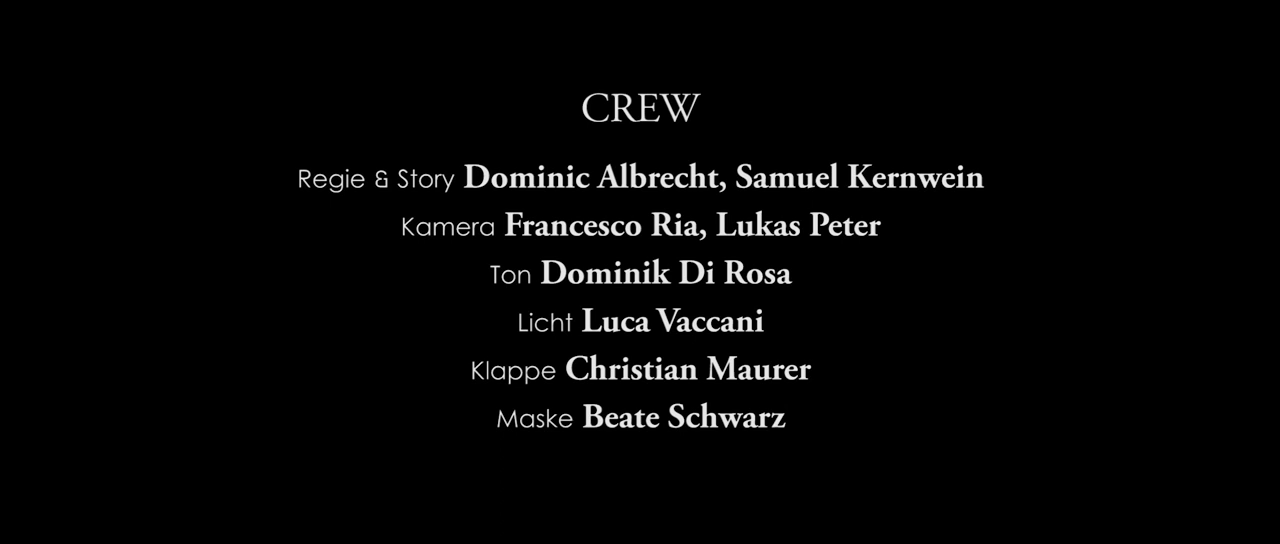 CREW
Regie & Story Dominic Albrecht, Samuel Kernwein
Kamera Francesco Ria, Lukas Peter
Ton Dominik Di Rosa
Licht Luca Vaccani
Klappe Christian Maurer
Maske Beate Schwarz